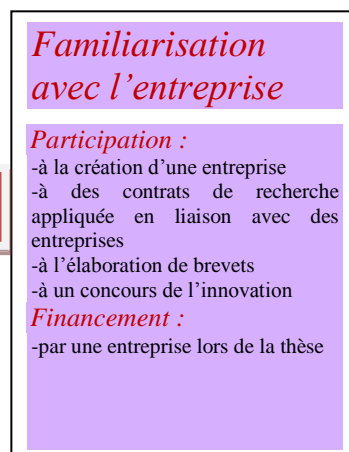 Familiarisation
avec l’entreprise
Participation :
-à la création d’une entreprise
-à des contrats de recherche
appliquée en liaison avec des
entreprises
-à l’élaboration de brevets
-à un concours de l’innovation
Financement :
-par une entreprise lors de la thèse